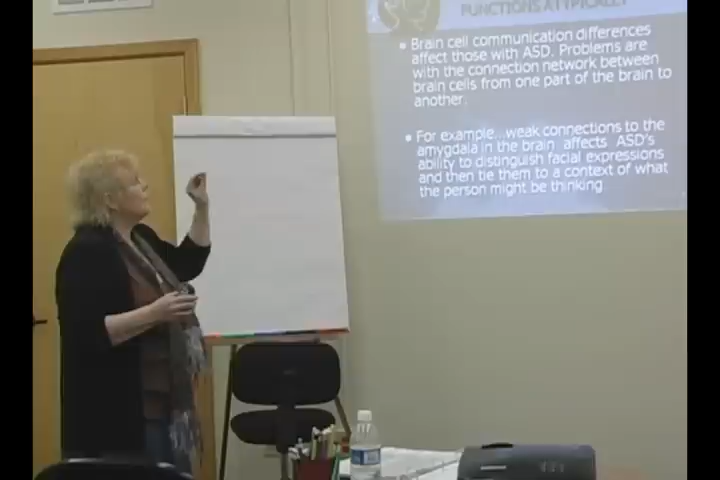 FUNCTIONS ATYPICALLY
• Brain cell communication differences
affect those with ASD. Problems are
with the connection network between
brain cells from one part of the brain to
another.
• For example...weak connections to the
amygdala in the brain affects ASD's
ability to distinguish facial expressions
and then tie them to a context of what
the person might be thinking